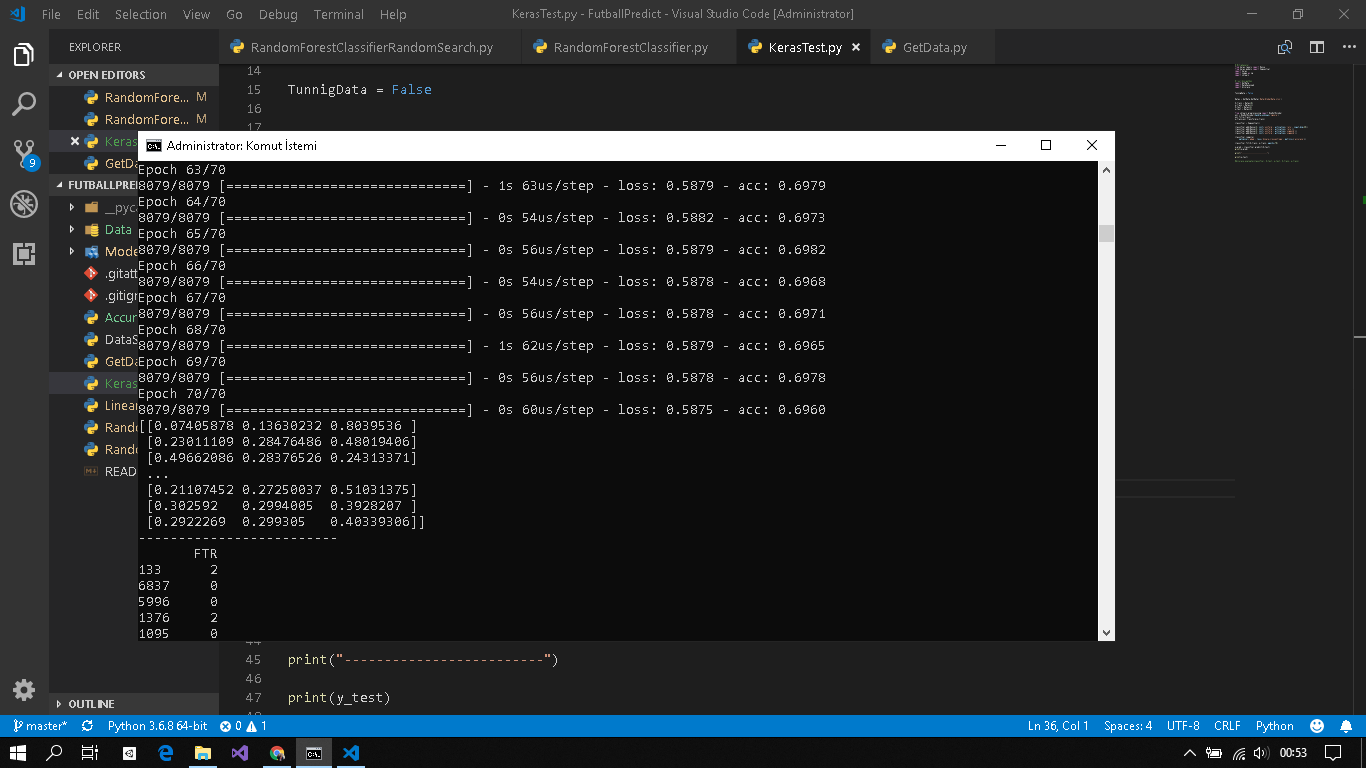 File Edit Selection View Go Debug Terminal Help KerasTest.py - FutballPredict - Visual Studio Code [Administrator]
EXPLORER
RandomForestClassifierRandomSearch.py RandomForestClassifier.py KerasTest.py GetData.py
OPEN EDITORS
RandomFore... M
RandomFore... M
Keras
GetDa
9
FUTBALLPRE
__pyc
Data
Mode
.gitatt
.gitign
Accur
DataS
GetDa
Keras
Linear
Rando
Rando
READ
OUTLINE
14
15 TunnigData = False
16
17
Administrator: Komut İstemi
Epoch 63/70
8079/8079 [==============================] - 1s 63us/step - loss: 0.5879 - acc: 0.6979
Epoch 64/70
8079/8079 [==============================] - 0s 54us/step - loss: 0.5882 - acc: 0.6973
Epoch 65/70
8079/8079 [==============================] - 0s 56us/step - loss: 0.5879 - acc: 0.6982
Epoch 66/70
8079/8079 [==============================] - 0s 54us/step - loss: 0.5878 - acc: 0.6968
Epoch 67/70
8079/8079 [==============================] - 0s 56us/step - loss: 0.5878 - acc: 0.6971
Epoch 68/70
8079/8079 [==============================] - 1s 62us/step - loss: 0.5879 - acc: 0.6965
Epoch 69/70
8079/8079 [==============================] - 0s 56us/step - loss: 0.5878 - acc: 0.6978
Epoch 70/70
8079/8079 [==============================] - 0s 60us/step - loss: 0.5875 - acc: 0.6960
[[0.07405878 0.13630232 0.8039536 ]
[0.23011109 0.28476486 0.48019406]
[0.49662086 0.28376526 0.24313371]
...
[0.21107452 0.27250037 0.51031375]
[0.302592 0.2994005 0.3928207 ]
[0.2922269 0.299305 0.40339306]]
-------------------------
FTR
133 2
6837 0
5996 0
1376 2
1095 0
45 print("-------------------------")
46
47 print(y_test)
master* Python 3.6.8 64-bit 0 1 Ln 36, Col 1 Spaces: 4 UTF-8 CRLF Python
00:53